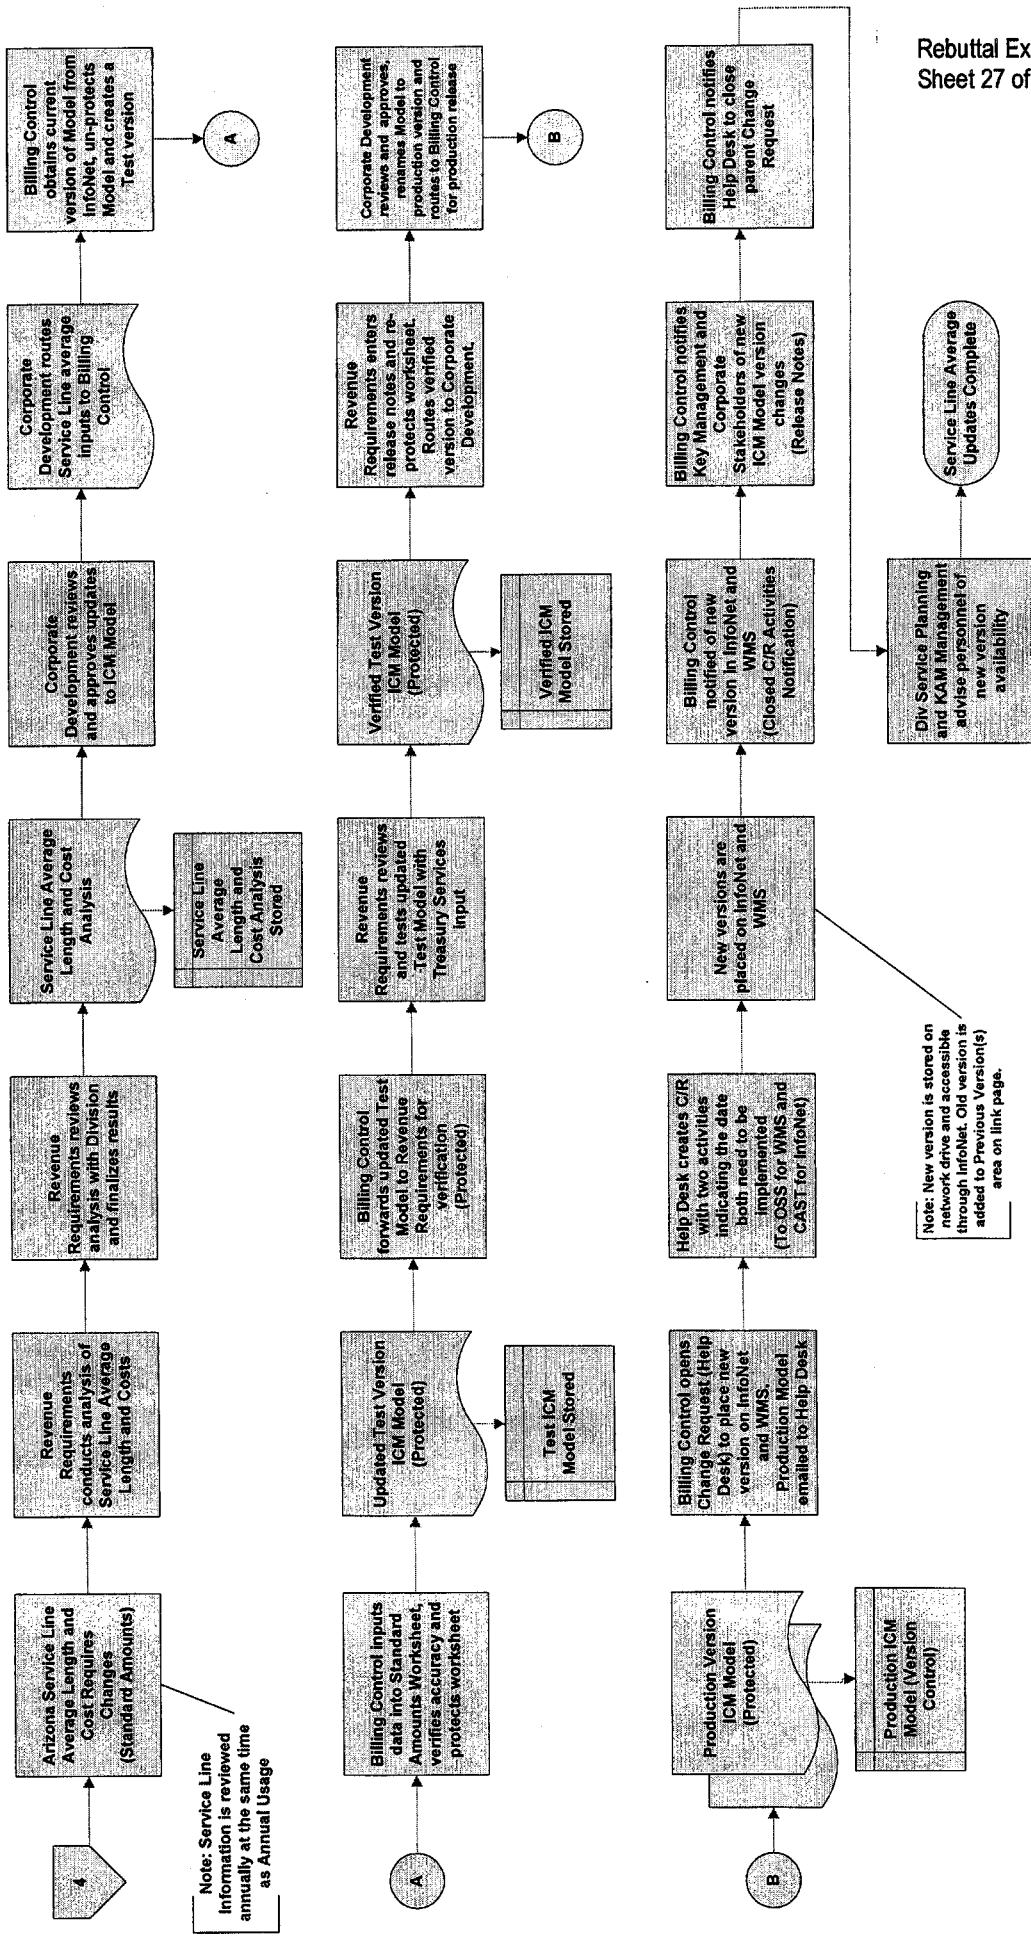 Rebuttal Ex
Sheet 27 of
4
Arizona Service Line
Average Length and
Cost Requires
Changes
(Standard Amounts)
Note: Service Line
Information is reviewed
annually at the same time
as Annual Usage
Revenue
Requirements
conducts analysis of
Service Line Average
Length and Costs
Revenue
Requirements reviews
analysis with Division
and finalizes results
Service Line Average
Length and Cost
Analysis
Service Line
Average
Length and
Cost Analysis
Stored
Corporate
Development reviews
and approves updates
to ICM Model
Corporate
Development routes
Service Line average
inputs to Billing
Control
Billing Control
obtains current
version of Model from
InfoNet, un-protects
Model and creates a
Test version
A
A
Billing Control Inputs
data into Standard
Amounts Worksheet,
verifies accuracy and
protects worksheet
Updated Test Version
ICM Model
(Protected)
Test ICM
Model Stored
Billing Control
forwards updated Test
Model to Revenue
Requirements for
verification
(Protected)
Revenue
Requirements reviews
and tests updated
Test Model with
Treasury Services
input
Verified Test Version
ICM Model
(Protected)
Verified ICM
Model Stored
Revenue
Requirements enters
release notes and re-
protects worksheet.
Routes verified
version to Corporate
Development.
Corporate Development
reviews and approves,
renames Model to
production version and
routes to Billing Control
for production release
B
B
Production Version
ICM Model
(Protected)
Production ICM
Model (Version
Control)
Billing Control opens
Change Request (Help
Desk) to place new
version on InfoNet
and WMS.
Production Model
emailed to Help Desk
Help Desk creates C/R
with two activities
indicating the date
both need to be
implemented
(To OSS for WMS and
CAST for InfoNet)
New versions are
placed on InfoNet and
WMS
Note: New version is stored on
network drive and accessible
through InfoNet. Old version is
added to Previous Version(s)
area on link page.
Billing Control
notified of new
version in InfoNet and
WMS
(Closed C/R Activities
Notification)
Billing Control notifies
Key Management and
Corporate
Stakeholders of new
ICM Model version
changes
(Release Notes)
Billing Control notifies
Help Desk to close
parent Change
Request
Div Service Planning
and KAM Management
advise personnel of
new version
availability
Service Line Average
Updates Complete